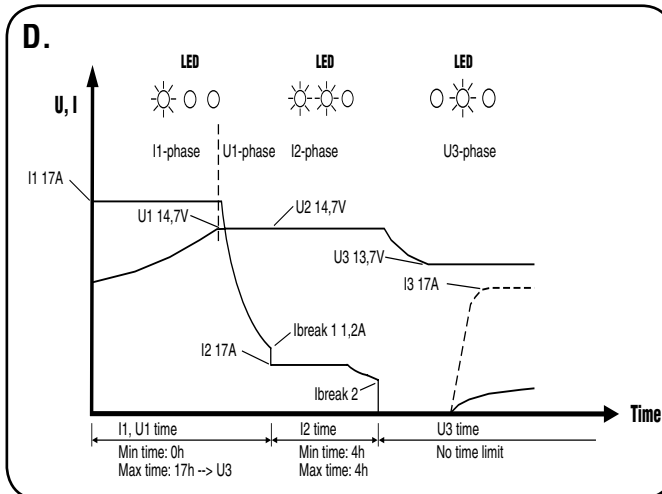 D.
LED LED LED
U, I
I1-phase U1-phase I2-phase U3-phase
I1 17A
U1 14,7V
U2 14,7V
U3 13,7V
I3 17A
Ibreak 1 1,2A
I2 17A
Ibreak 2
Time
I1, U1 time I2 time U3 time
Min time: 0h Min time: 4h No time limit
Max time: 17h --> U3 Max time: 4h